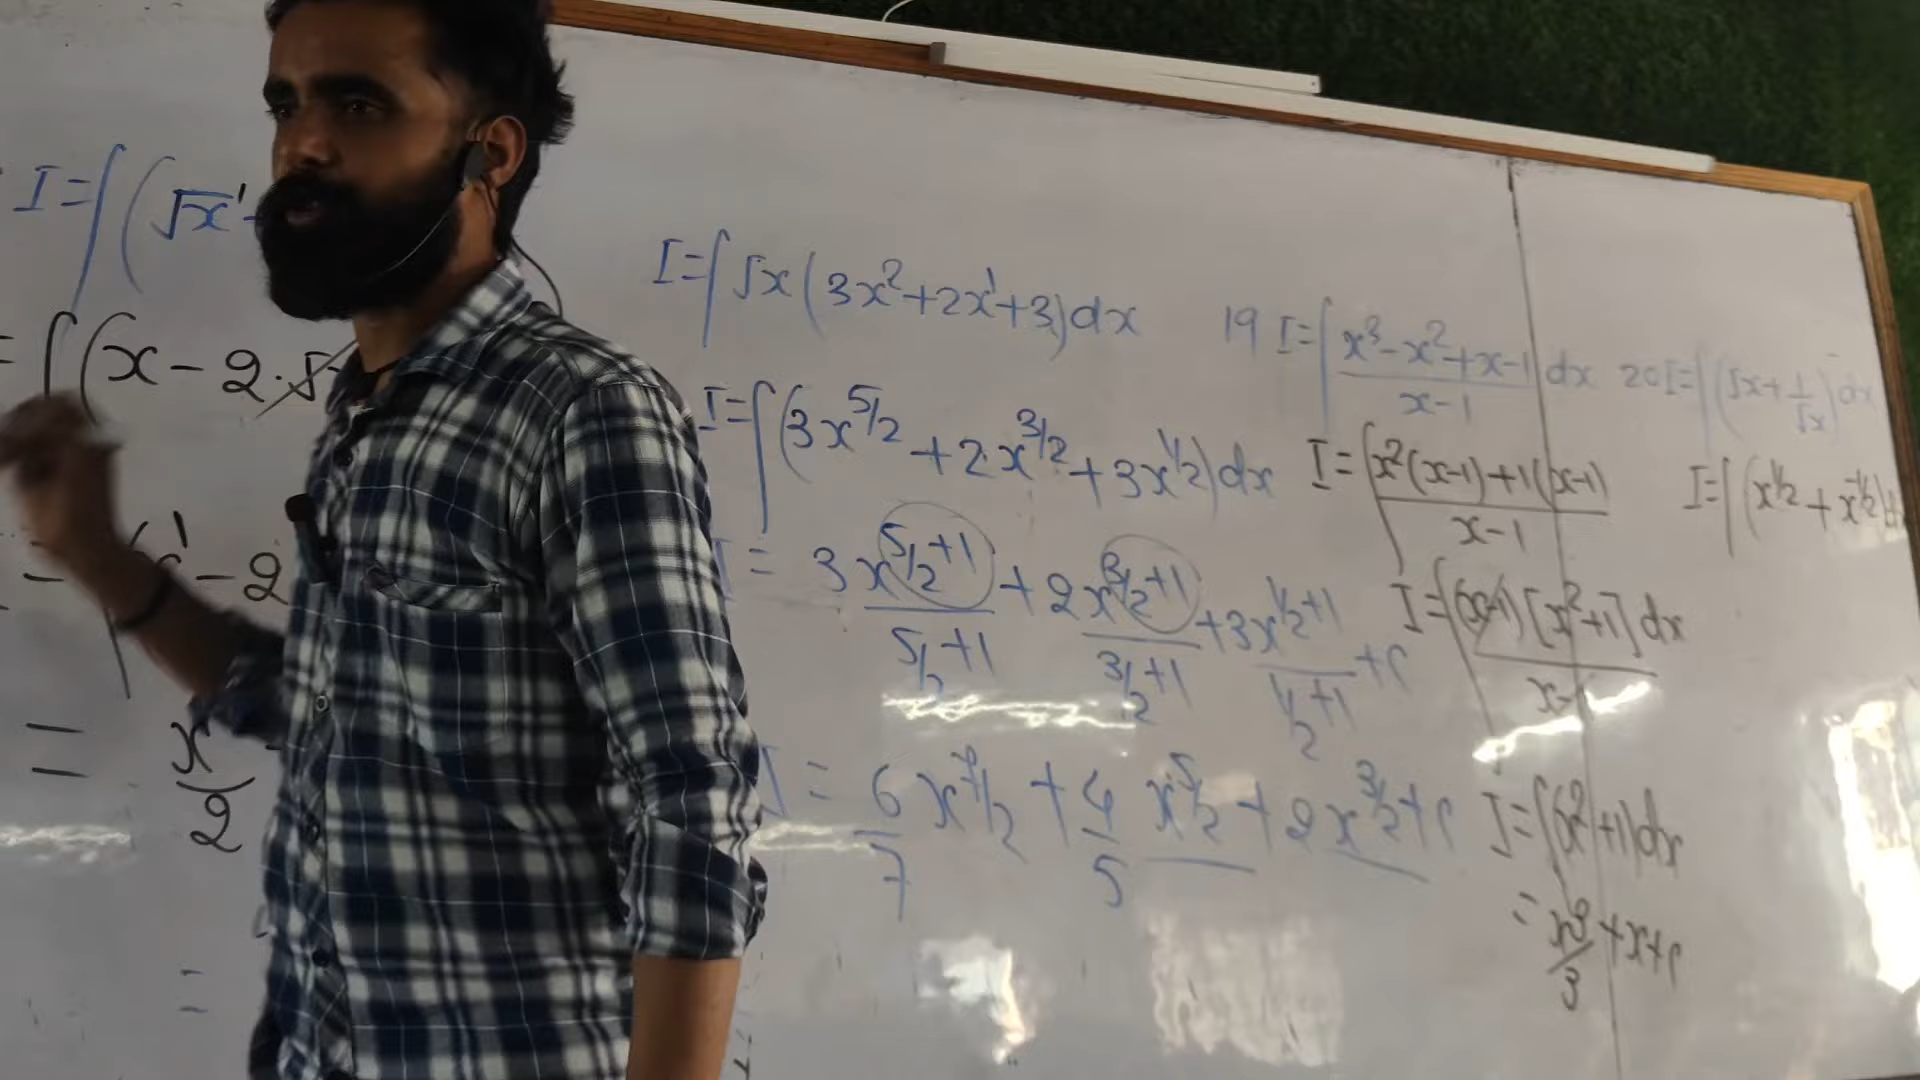 I = ∫ (√x
= ∫ (x - 2 . √
- 2
=
x
2
=
I = ∫ √x (3x² + 2x¹ + 3) dx
I = ∫ (3x^5/2 + 2.x^3/2 + 3x^1/2) dx
= 3x^(5/2 + 1) / (5/2 + 1) + 2x^(3/2 + 1) / (3/2 + 1) + 3x^(1/2 + 1) / (1/2 + 1) + c
I = 6/7 x^7/2 + 4/5 x^5/2 + 2x^3/2 + c
19 I = ∫ (x³ - x² + x - 1) / (x - 1) dx
I = ∫ (x²(x-1) + 1(x-1)) / (x - 1)
I = ∫ (x-1) [x² + 1] dx / (x-1)
I = ∫ (x² + 1) dx
= x³/3 + x + c
20 I = ∫ (√x + 1/√x) dx
I = ∫ (x^1/2 + x^-1/2) d